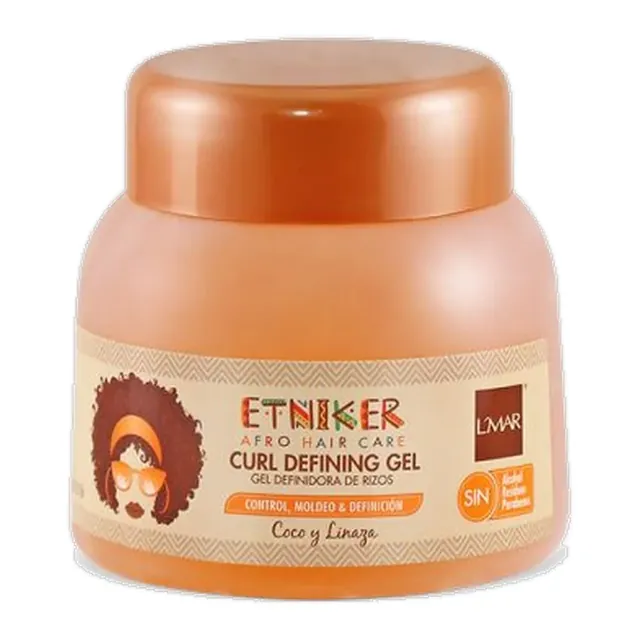 ETNIKER
AFRO HAIR CARE
CURL DEFINING GEL
GEL DEFINIDORA DE RIZOS
CONTROL, MOLDEO & DEFINICIÓN
Coco y Linaza
L'MAR
SIN
Alcohol
Residuos
Parabenos